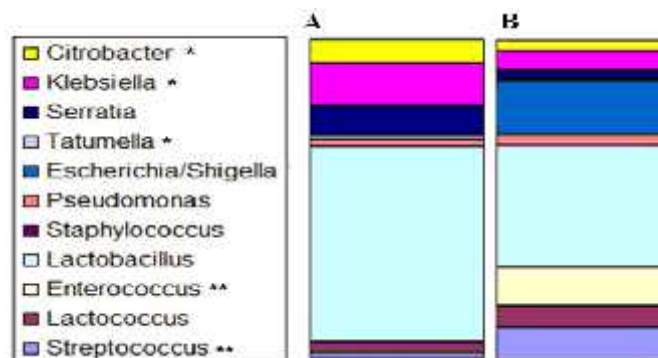 A B
Citrobacter *
Klebsiella *
Serratia
Tatumella *
Escherichia/Shigella
Pseudomonas
Staphylococcus
Lactobacillus
Enterococcus **
Lactococcus
Streptococcus **